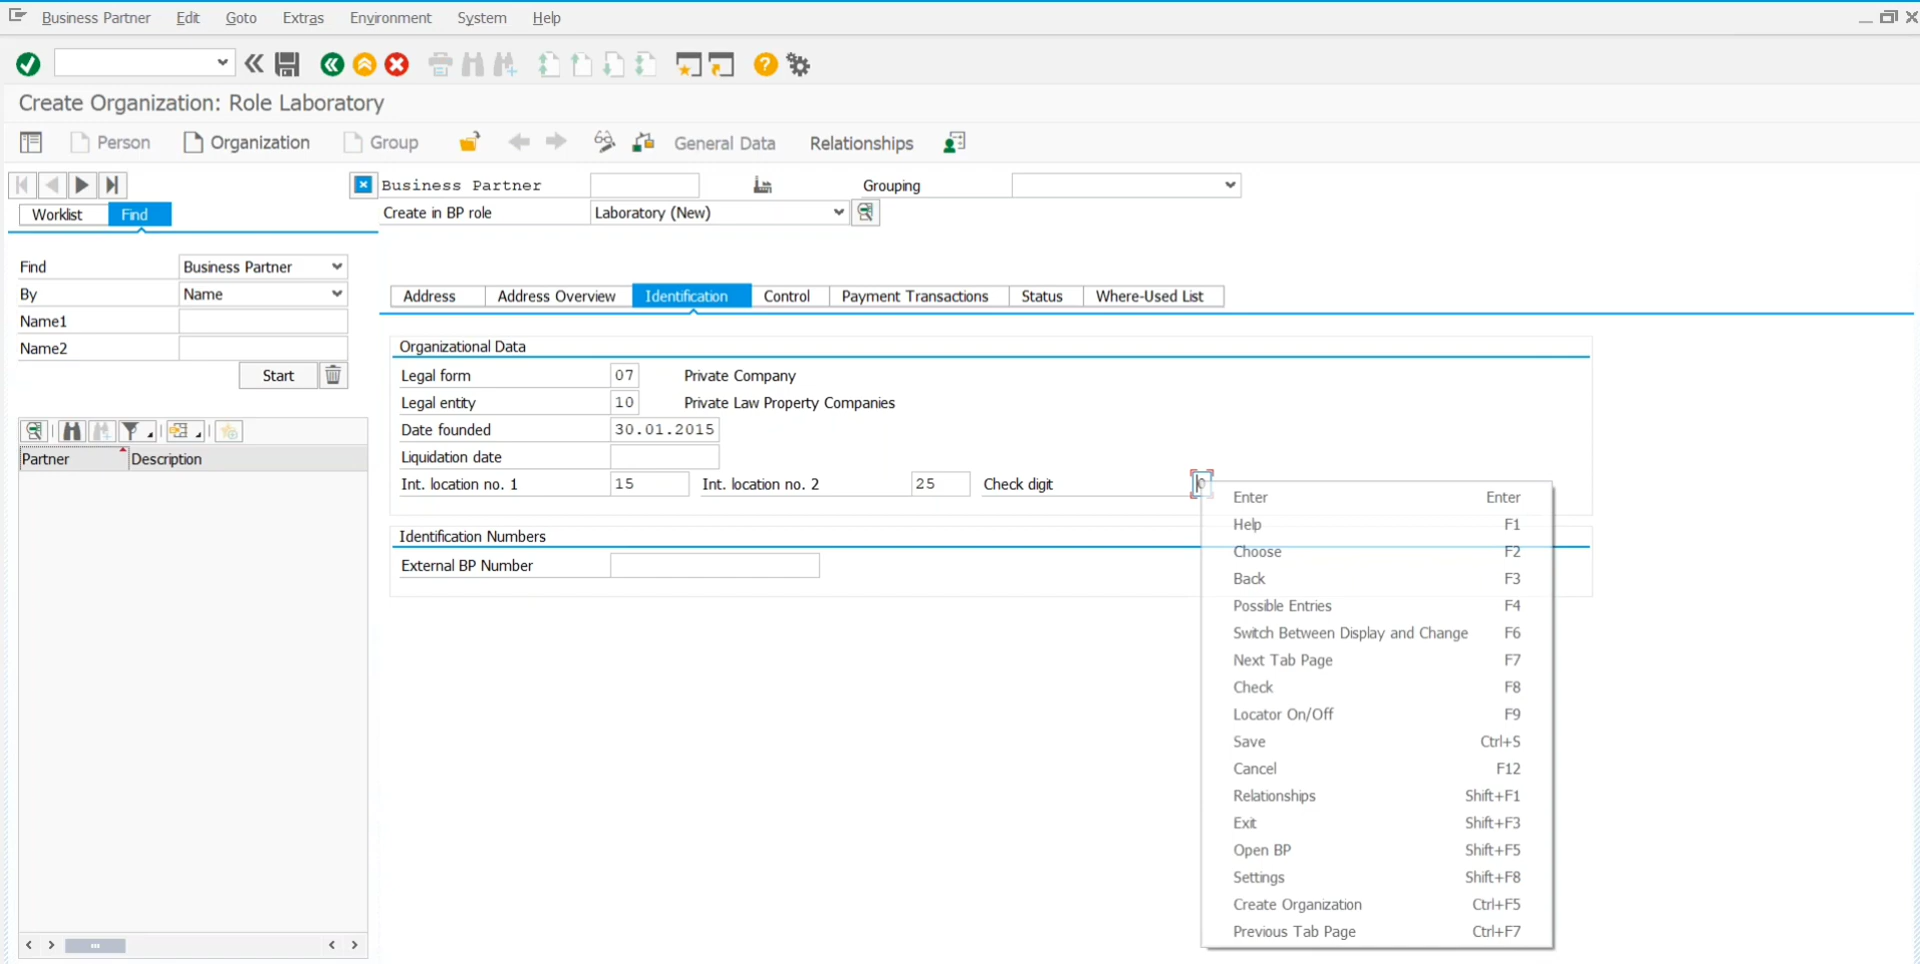 Business Partner Edit Goto Extras Environment System Help
Create Organization: Role Laboratory
Person Organization Group General Data Relationships
Business Partner Grouping
Worklist Find Create in BP role Laboratory (New)
Find Business Partner
By Name
Address Address Overview Identification Control Payment Transactions Status Where-Used List
Name1
Name2
Start
Partner Description
Organizational Data
Legal form 07 Private Company
Legal entity 10 Private Law Property Companies
Date founded 30.01.2015
Liquidation date
Int. location no. 1 15 Int. location no. 2 25 Check digit 0
Identification Numbers
External BP Number
Enter Enter
Help F1
Choose F2
Back F3
Possible Entries F4
Switch Between Display and Change F6
Next Tab Page F7
Check F8
Locator On/Off F9
Save Ctrl+S
Cancel F12
Relationships Shift+F1
Exit Shift+F3
Open BP Shift+F5
Settings Shift+F8
Create Organization Ctrl+F5
Previous Tab Page Ctrl+F7